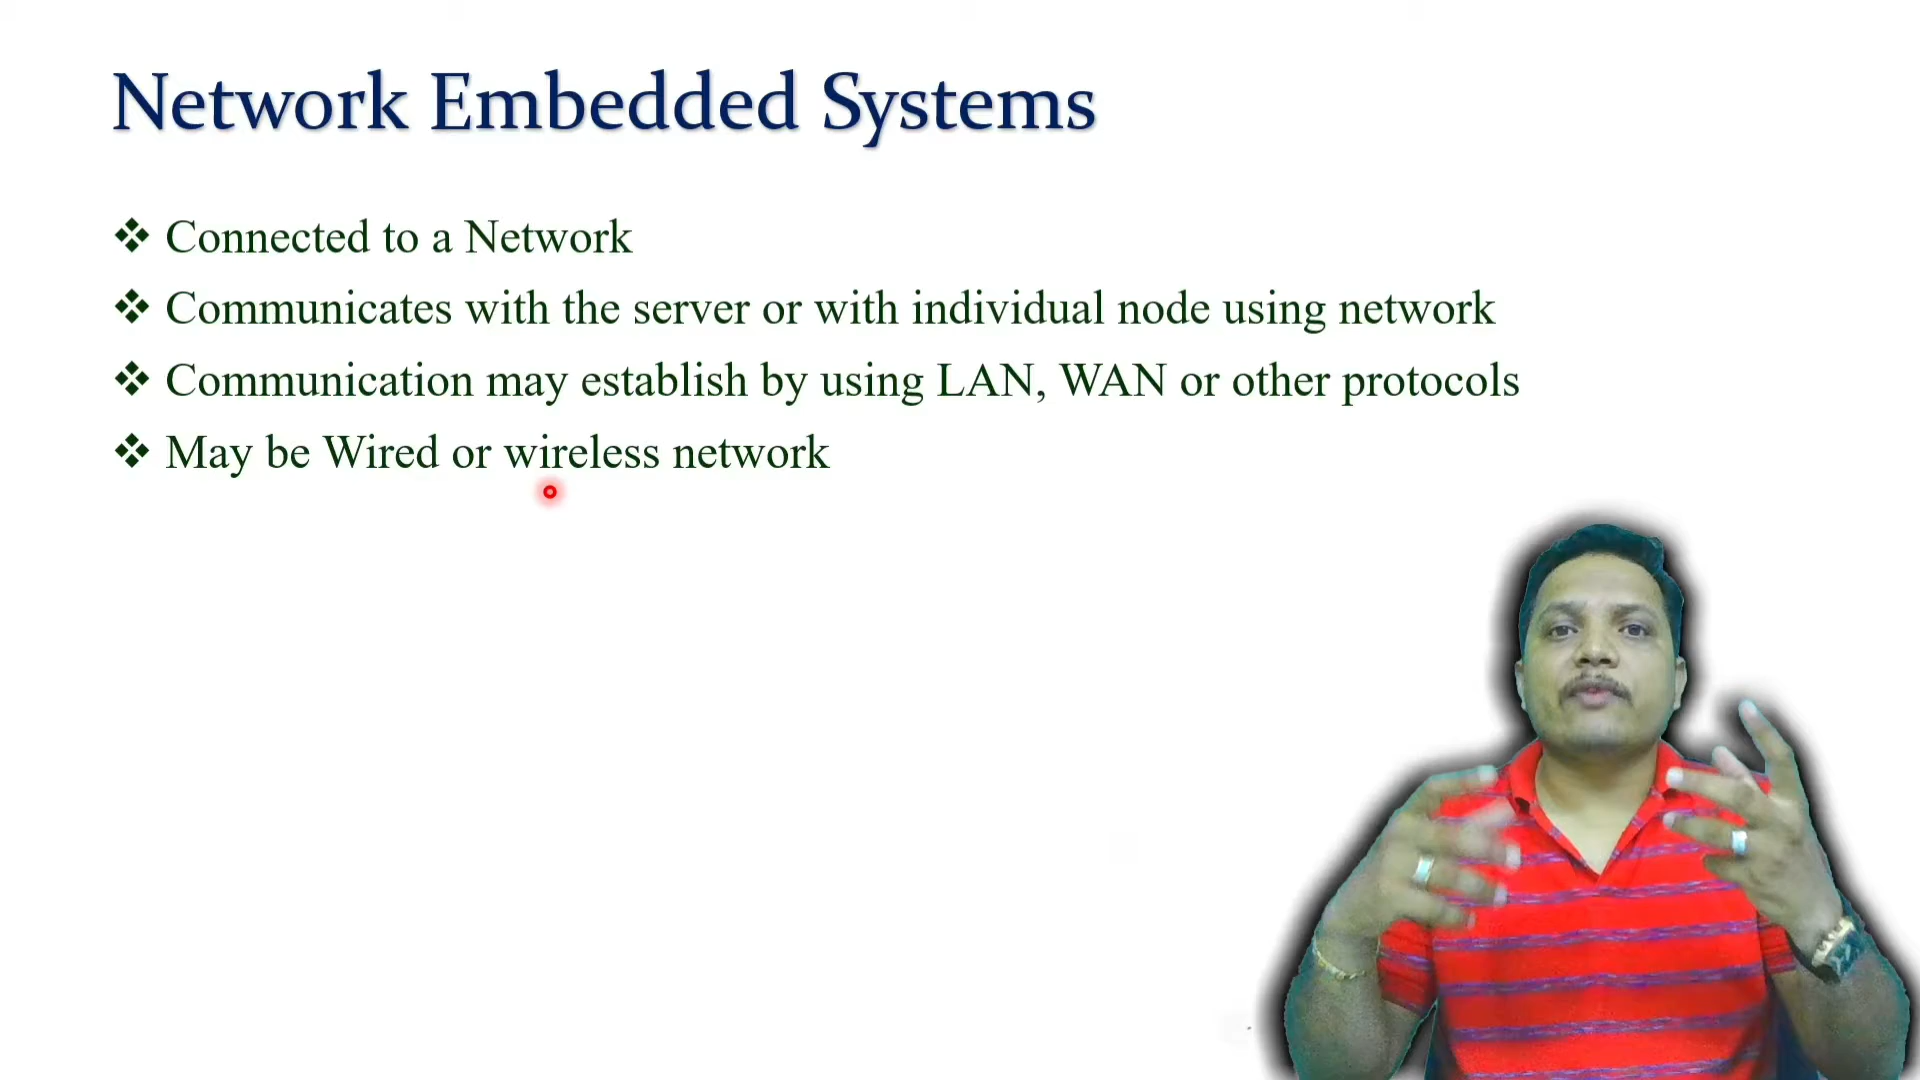 Network Embedded Systems
❖ Connected to a Network
❖ Communicates with the server or with individual node using network
❖ Communication may establish by using LAN, WAN or other protocols
❖ May be Wired or wireless network